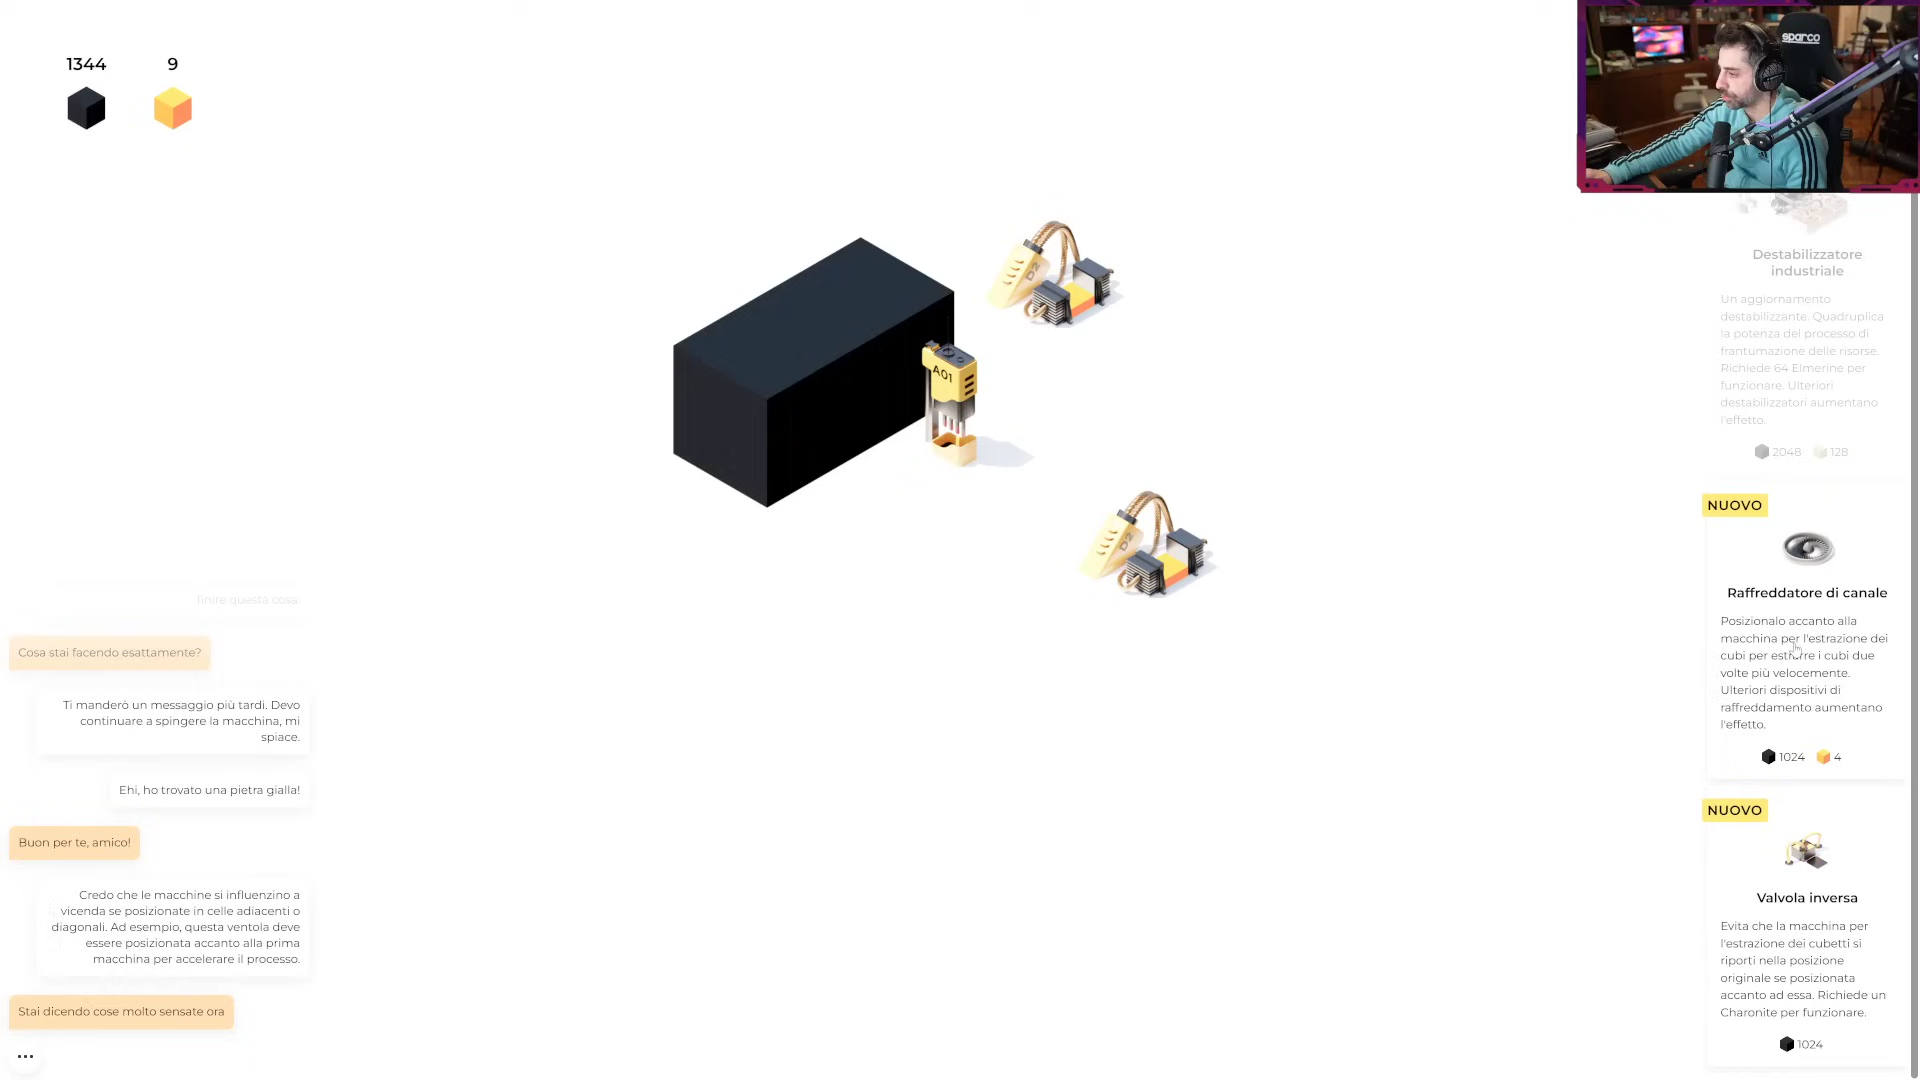 1344
9
sparco
D2
A01
D2
finire questa cosa.
Cosa stai facendo esattamente?
Ti manderò un messaggio più tardi. Devo
continuare a spingere la macchina, mi
spiace.
Ehi, ho trovato una pietra gialla!
Buon per te, amico!
Credo che le macchine si influenzino a
vicenda se posizionate in celle adiacenti o
diagonali. Ad esempio, questa ventola deve
essere posizionata accanto alla prima
macchina per accelerare il processo.
Stai dicendo cose molto sensate ora
...
Destabilizzatore
industriale
Un aggiornamento
destabilizzante. Quadruplica
la potenza del processo di
frantumazione delle risorse.
Richiede 64 Elmerine per
funzionare. Ulteriori
destabilizzatori aumentano
l'effetto.
2048 128
NUOVO
Raffreddatore di canale
Posizionalo accanto alla
macchina per l'estrazione dei
cubi per estrarre i cubi due
volte più velocemente.
Ulteriori dispositivi di
raffreddamento aumentano
l'effetto.
1024 4
NUOVO
Valvola inversa
Evita che la macchina per
l'estrazione dei cubetti si
riporti nella posizione
originale se posizionata
accanto ad essa. Richiede un
Charonite per funzionare.
1024